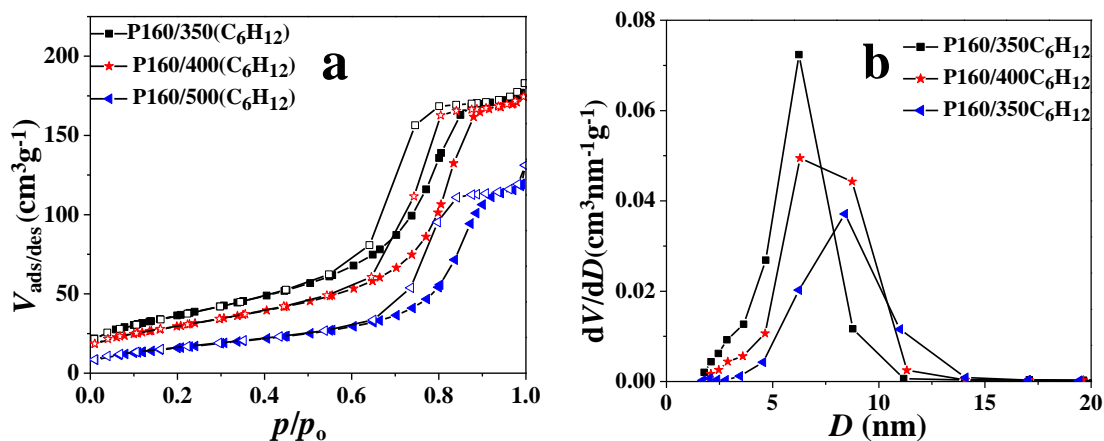 P160/350(C₆H₁₂)
P160/400(C₆H₁₂)
P160/500(C₆H₁₂)
a
200
150
100
50
0
V_ads/des (cm³g⁻¹)
0.0 0.2 0.4 0.6 0.8 1.0
p/p_o
P160/350C₆H₁₂
P160/400C₆H₁₂
P160/350C₆H₁₂
b
0.08
0.06
0.04
0.02
0.00
dV/dD(cm³nm⁻¹g⁻¹)
0 5 10 15 20
D (nm)